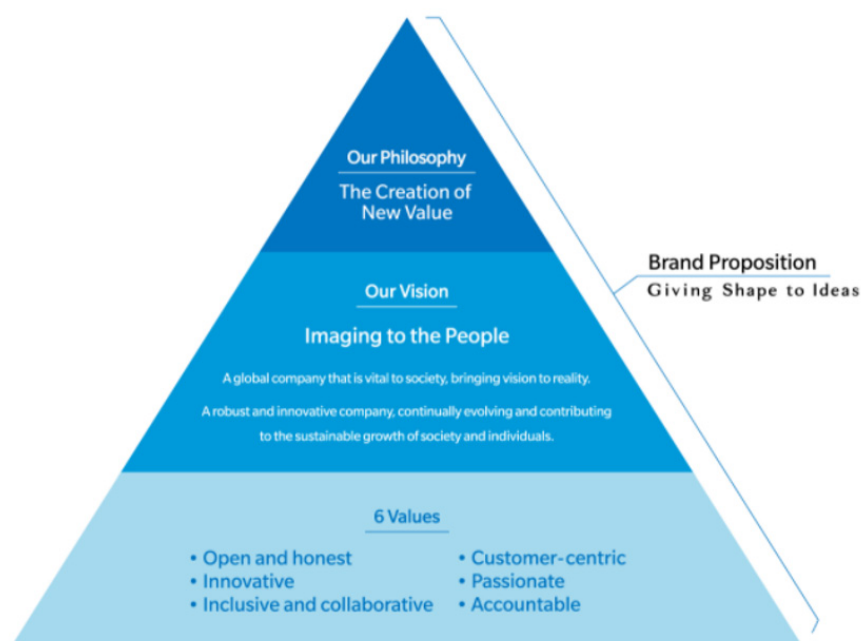 Our Philosophy
The Creation of
New Value
Our Vision
Imaging to the People
A global company that is vital to society, bringing vision to reality.
A robust and innovative company, continually evolving and contributing
to the sustainable growth of society and individuals.
6 Values
• Open and honest
• Innovative
• Inclusive and collaborative
• Customer-centric
• Passionate
• Accountable
Brand Proposition
Giving Shape to Ideas